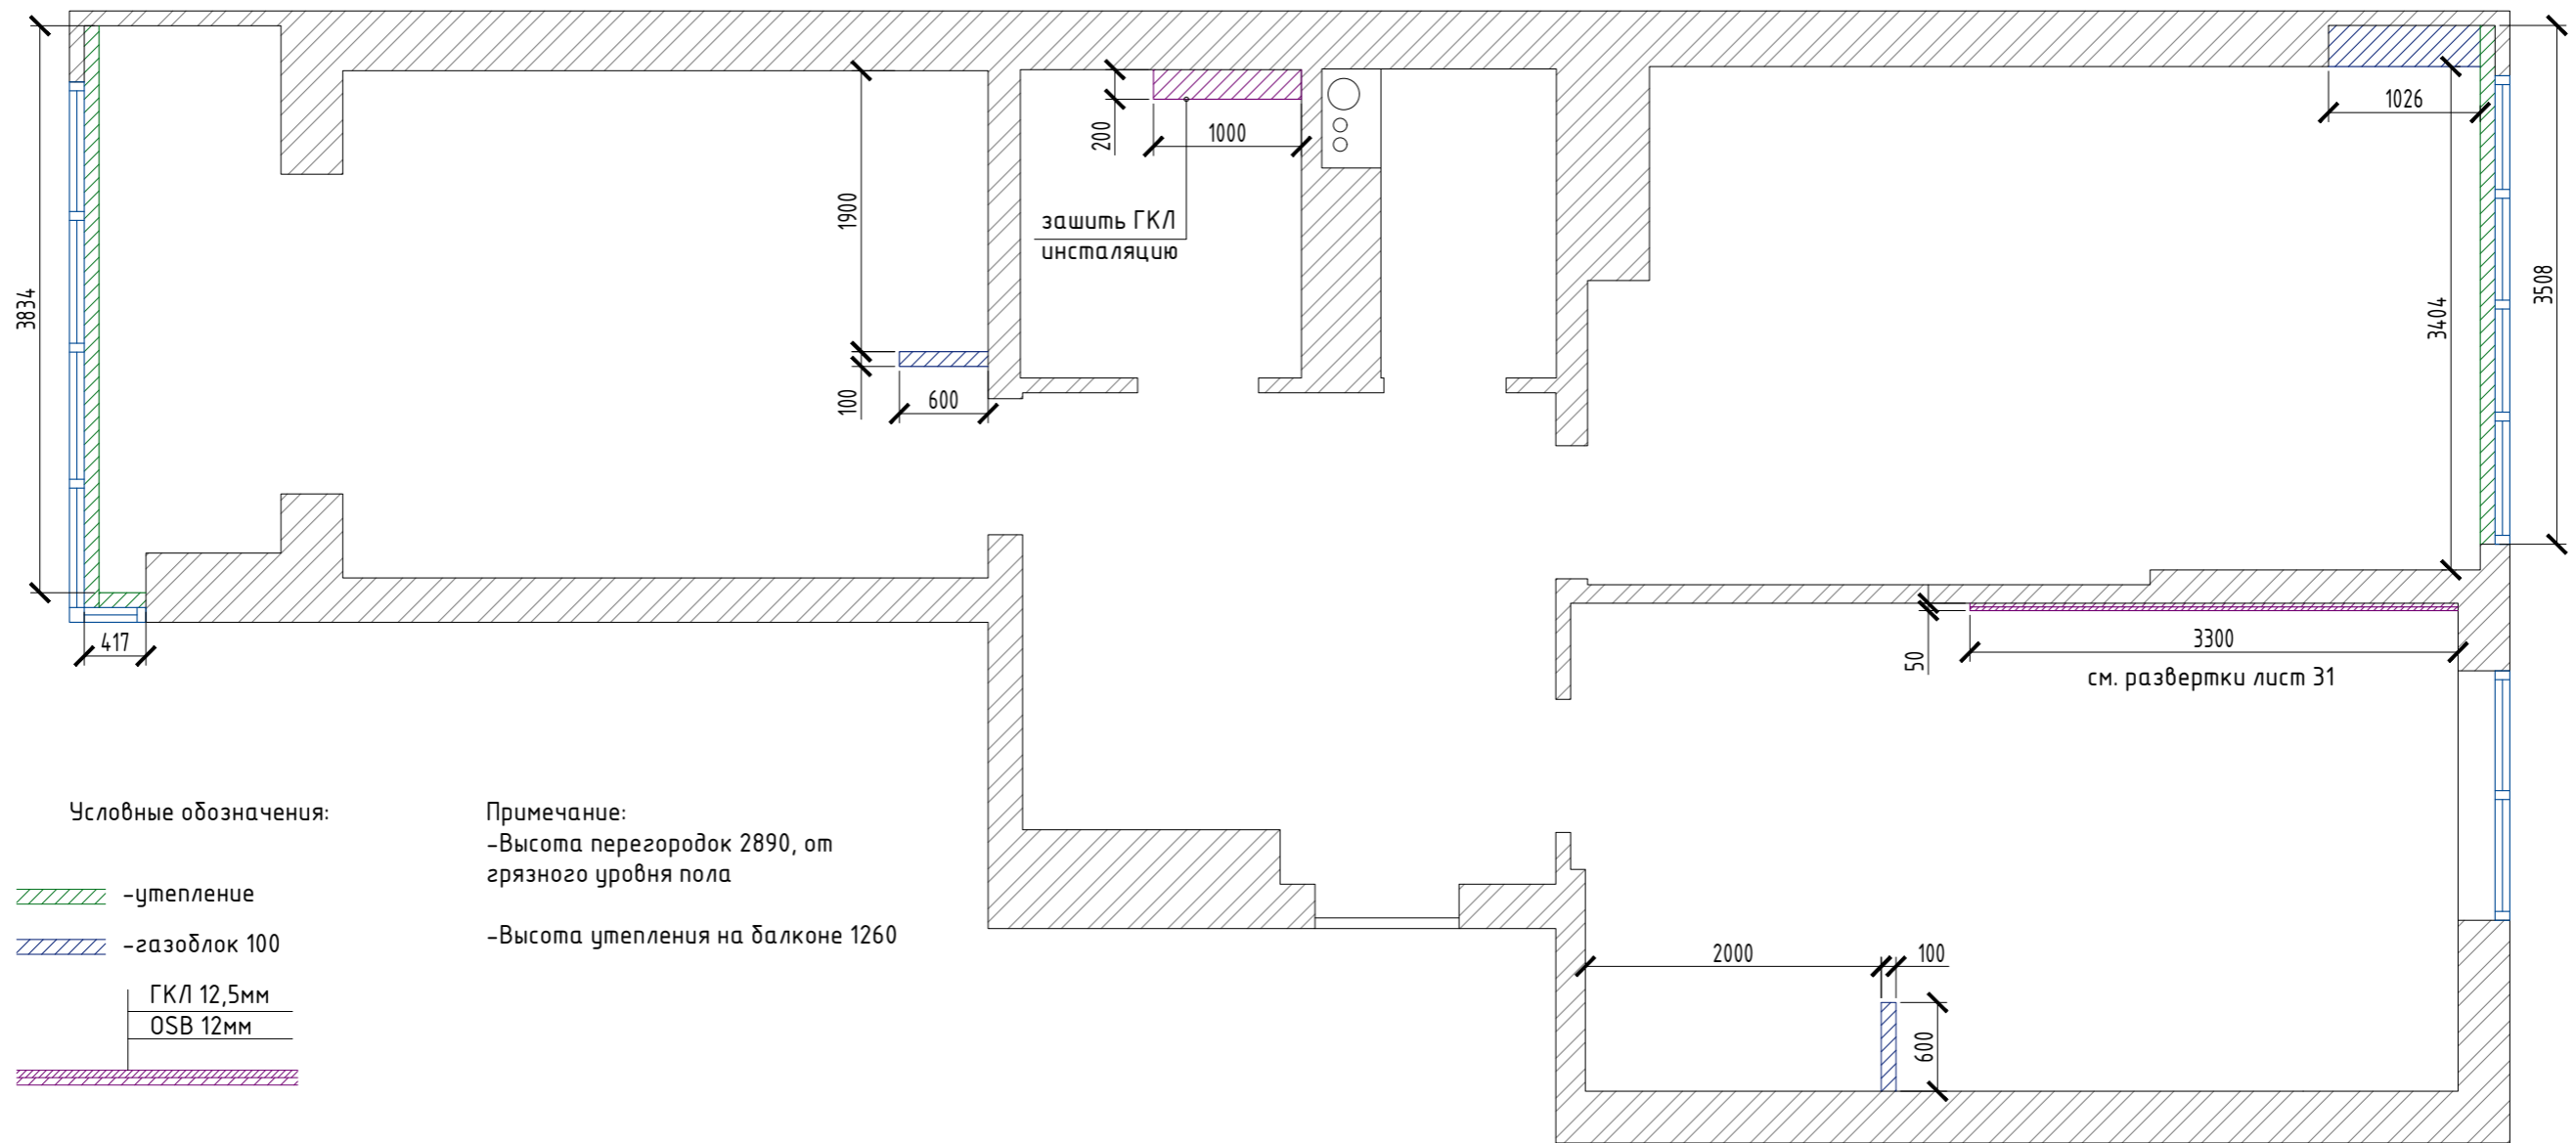 1026
200
1000
1900
зашить ГКЛ
инсталяцию
3834
3508
3404
100
600
417
50
3300
см. развертки лист 31
Условные обозначения:
-утепление
-газоблок 100
ГКЛ 12,5мм
OSB 12мм
Примечание:
-Высота перегородок 2890, от
грязного уровня пола
-Высота утепления на балконе 1260
2000
100
600